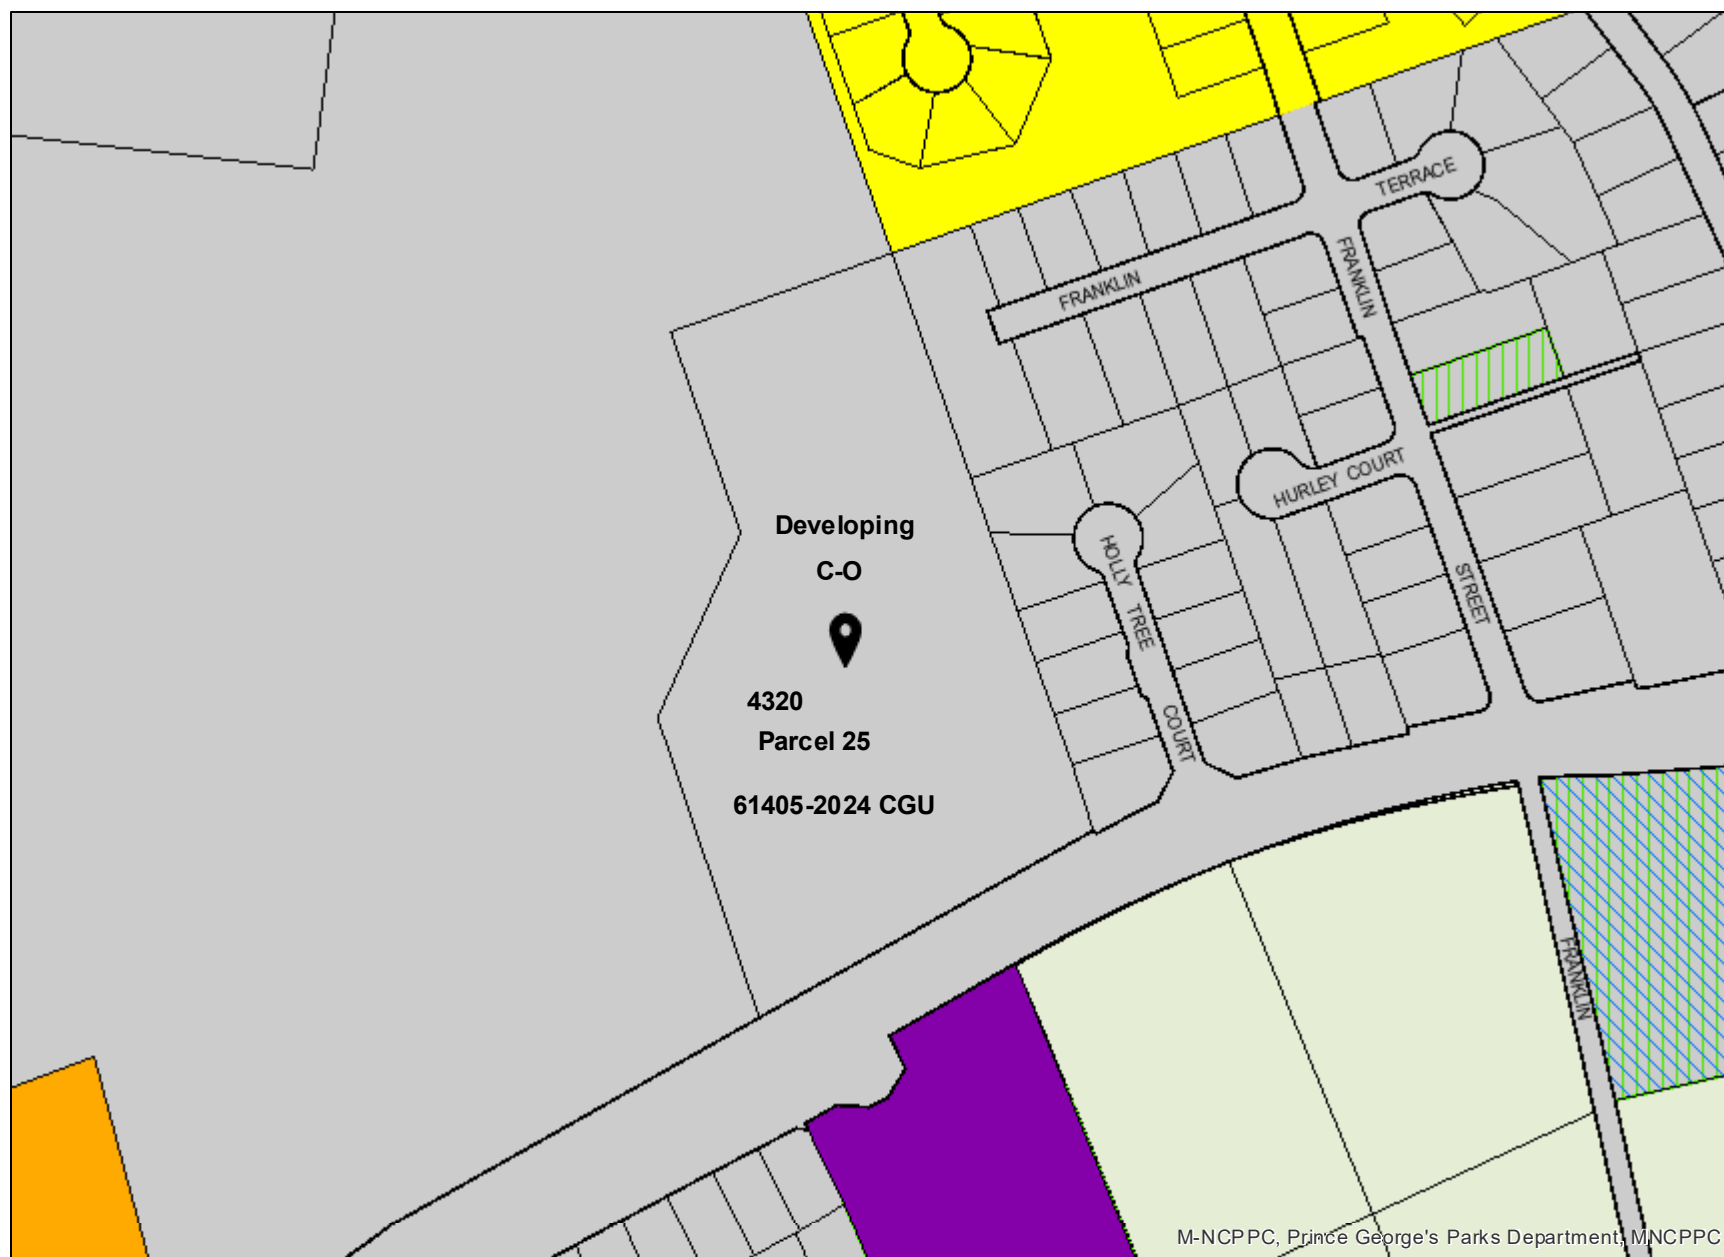 TERRACE
FRANKLIN
FRANKLIN
HURLEY COURT
Developing
C-O
HOLLY TREE COURT
STREET
4320
Parcel 25
61405-2024 CGU
FRANKLIN
M-NCPPC, Prince George's Parks Department, MNCPPC